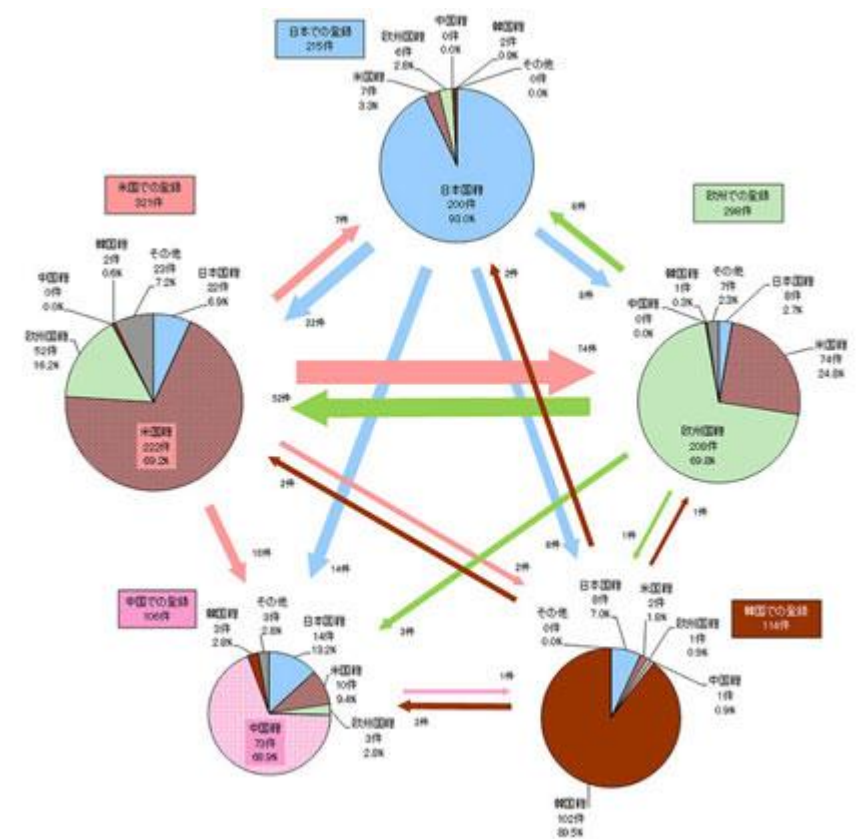 日本での登録
215件
中国籍
0件
0.0%
韓国籍
2件
0.9%
欧州国籍
6件
2.8%
その他
0件
0.0%
米国籍
7件
3.3%
日本国籍
200件
93.0%
米国での登録
321件
欧州での登録
298件
7件
6件
22件
8件
2件
韓国籍
2件
0.6%
その他
23件
7.2%
日本国籍
22件
6.9%
中国籍
0件
0.0%
欧州国籍
52件
16.2%
米国籍
222件
69.2%
韓国籍
1件
0.3%
その他
7件
2.3%
日本国籍
8件
2.7%
中国籍
0件
0.0%
米国籍
74件
24.8%
欧州国籍
208件
69.8%
74件
52件
2件
1件
1件
10件
14件
8件
2件
3件
中国での登録
106件
韓国での登録
114件
韓国籍
3件
2.8%
その他
3件
2.8%
日本国籍
14件
13.2%
米国籍
10件
9.4%
欧州国籍
3件
2.8%
中国籍
73件
68.9%
1件
3件
その他
0件
0.0%
日本国籍
8件
7.0%
米国籍
2件
1.8%
欧州国籍
1件
0.9%
中国籍
1件
0.9%
韓国籍
102件
89.5%